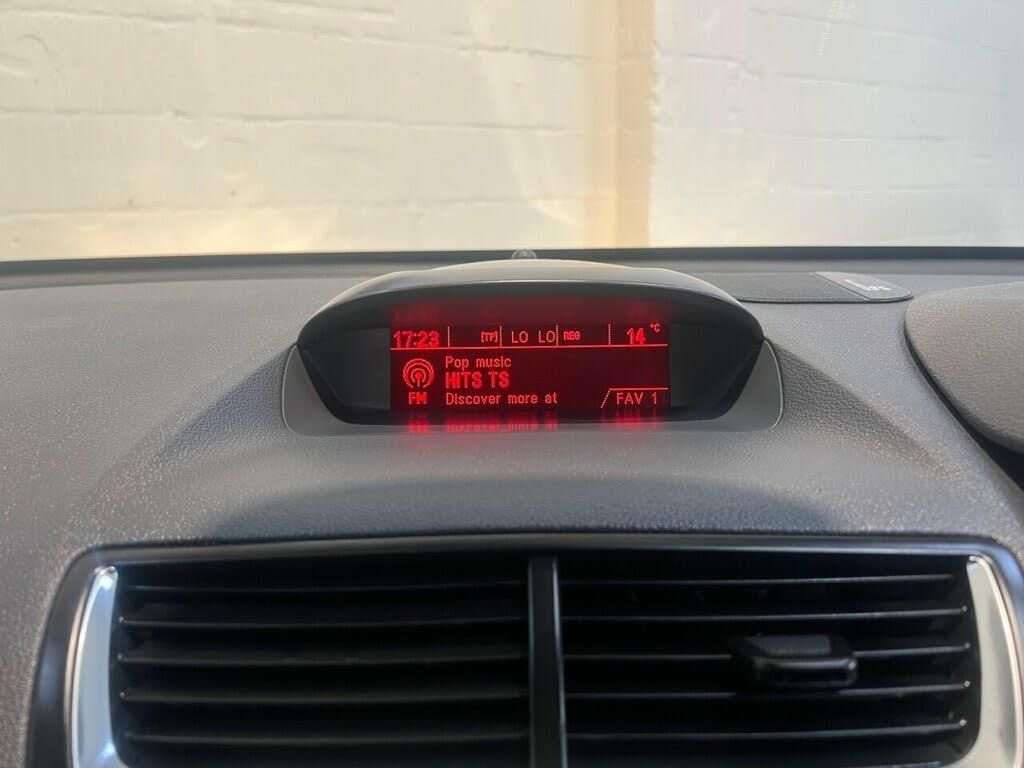 17:23 [TP] LO LO REG 14 °C
Pop music
HITS TS
FM Discover more at FAV 1